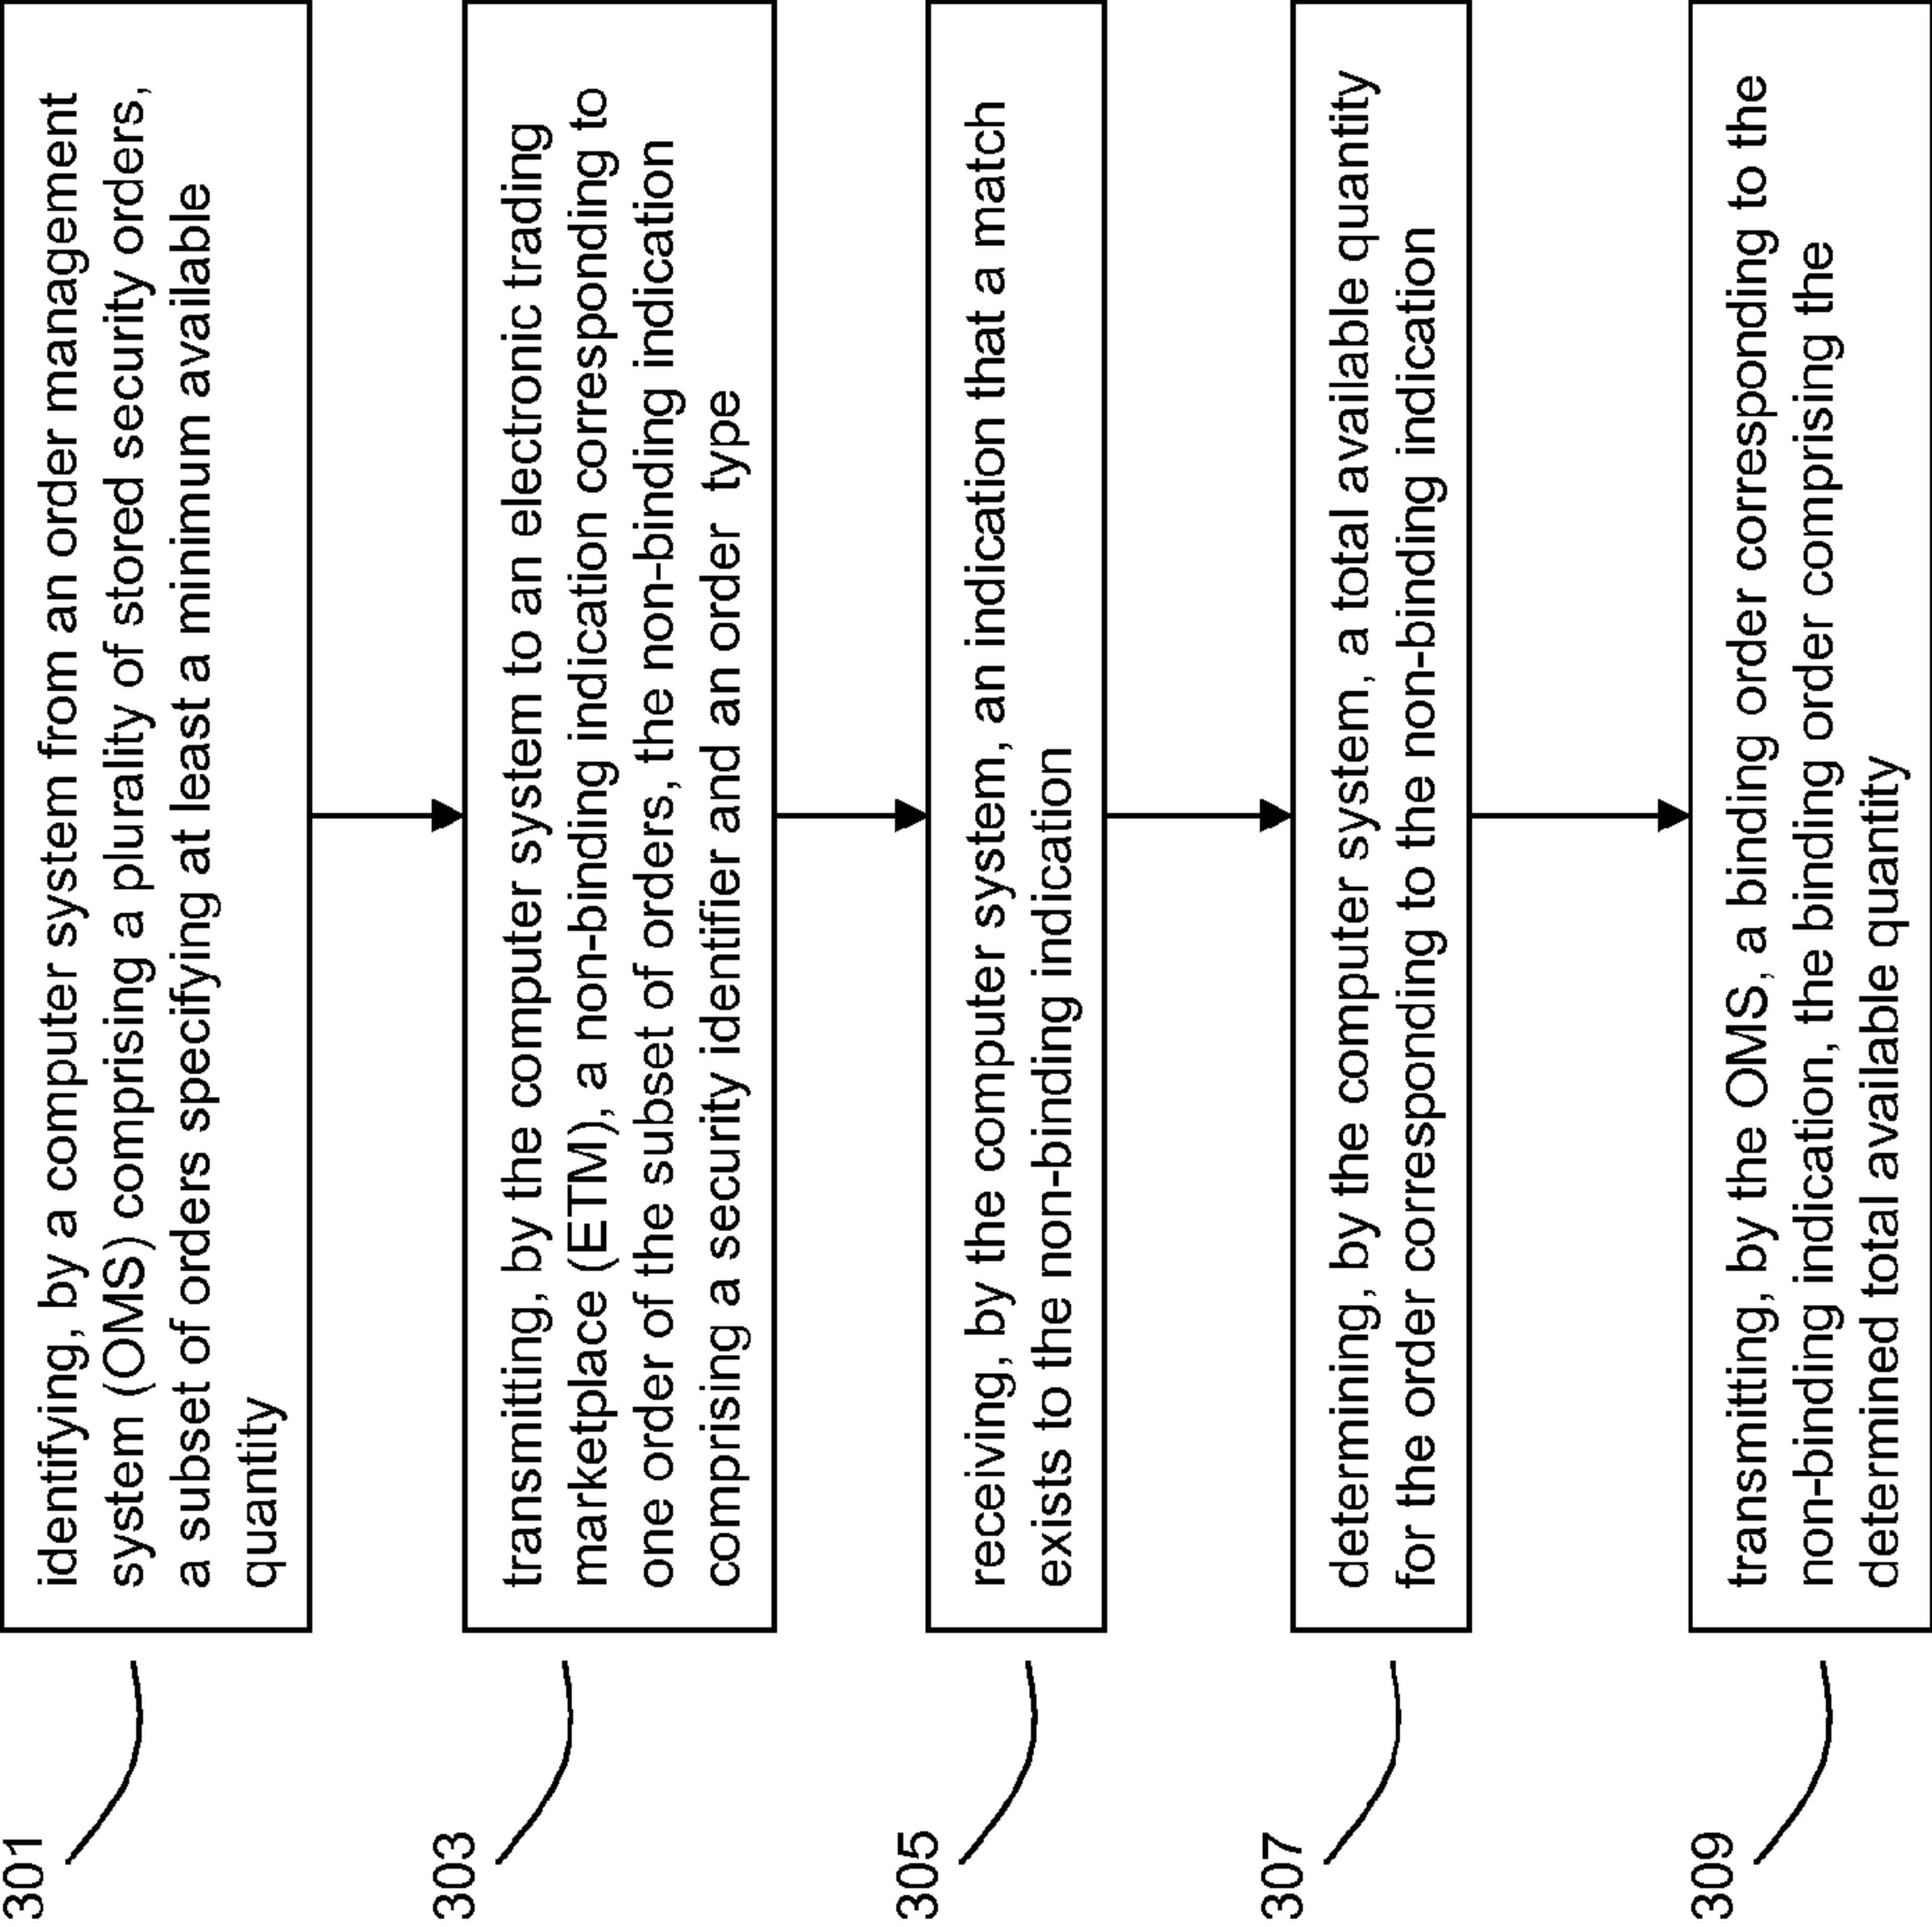 301
identifying, by a computer system from an order management
system (OMS) comprising a plurality of stored security orders,
a subset of orders specifying at least a minimum available
quantity
303
transmitting, by the computer system to an electronic trading
marketplace (ETM), a non-binding indication corresponding to
one order of the subset of orders, the non-binding indication
comprising a security identifier and an order type
305
receiving, by the computer system, an indication that a match
exists to the non-binding indication
307
determining, by the computer system, a total available quantity
for the order corresponding to the non-binding indication
309
transmitting, by the OMS, a binding order corresponding to the
non-binding indication, the binding order comprising the
determined total available quantity